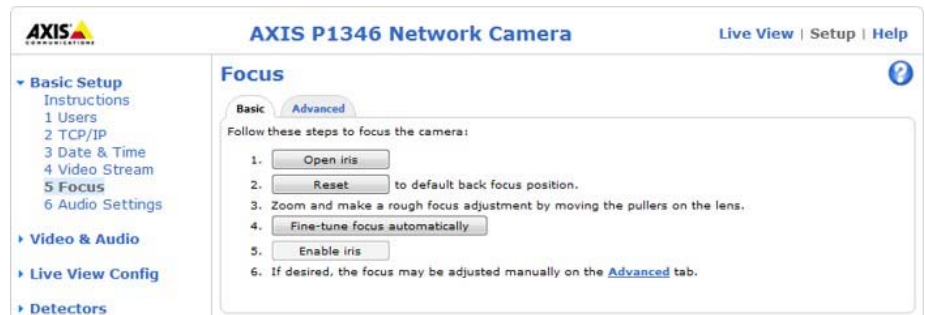 AXIS
COMMUNICATIONS
AXIS P1346 Network Camera
Live View | Setup | Help
Basic Setup
Instructions
1 Users
2 TCP/IP
3 Date & Time
4 Video Stream
5 Focus
6 Audio Settings
Video & Audio
Live View Config
Detectors
Focus
Basic
Advanced
Follow these steps to focus the camera:
1. Open iris
2. Reset to default back focus position.
3. Zoom and make a rough focus adjustment by moving the pullers on the lens.
4. Fine-tune focus automatically
5. Enable iris
6. If desired, the focus may be adjusted manually on the Advanced tab.